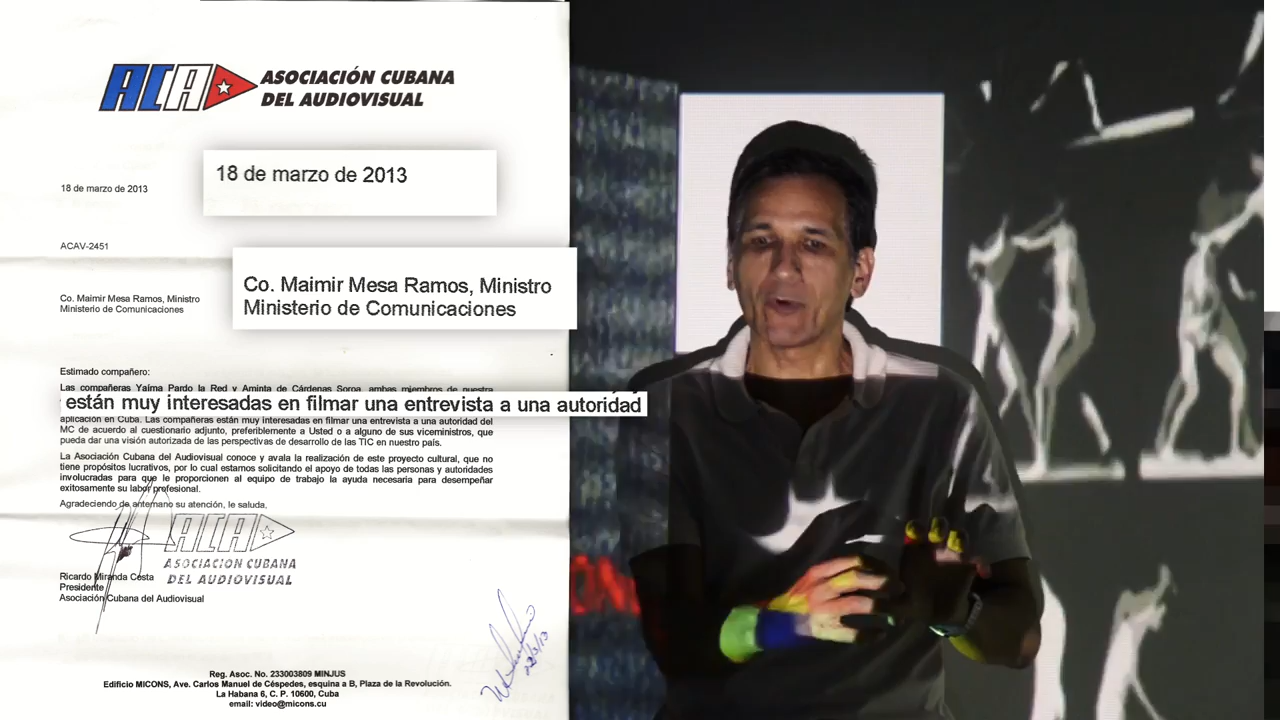 ACA
ASOCIACIÓN CUBANA
DEL AUDIOVISUAL
18 de marzo de 2013
18 de marzo de 2013
ACAV-2451
Co. Maimir Mesa Ramos, Ministro
Ministerio de Comunicaciones
Co. Maimir Mesa Ramos, Ministro
Ministerio de Comunicaciones
Estimado compañero:
Las compañeras Yaíma Pardo la Red y Aminta de Cárdenas Soroa, ambas miembros de nuestra
están muy interesadas en filmar una entrevista a una autoridad
aplicación en Cuba. Las compañeras están muy interesadas en filmar una entrevista a una autoridad del
MC de acuerdo al cuestionario adjunto, preferiblemente a Usted o a alguno de sus viceministros, que
pueda dar una visión autorizada de las perspectivas de desarrollo de las TIC en nuestro país.
La Asociación Cubana del Audiovisual conoce y avala la realización de este proyecto cultural, que no
tiene propósitos lucrativos, por lo cual estamos solicitando el apoyo de todas las personas y autoridades
involucradas para que le proporcionen al equipo de trabajo la ayuda necesaria para desempeñar
exitosamente su labor profesional.
Agradeciendo de antemano su atención, le saluda,
ACA
ASOCIACION CUBANA
DEL AUDIOVISUAL
Ricardo Miranda Costa
Presidente
Asociación Cubana del Audiovisual
Reg. Asoc. No. 233003809 MINJUS
Edificio MICONS, Ave. Carlos Manuel de Céspedes, esquina a B, Plaza de la Revolución.
La Habana 6, C. P. 10600, Cuba
email: video@micons.cu